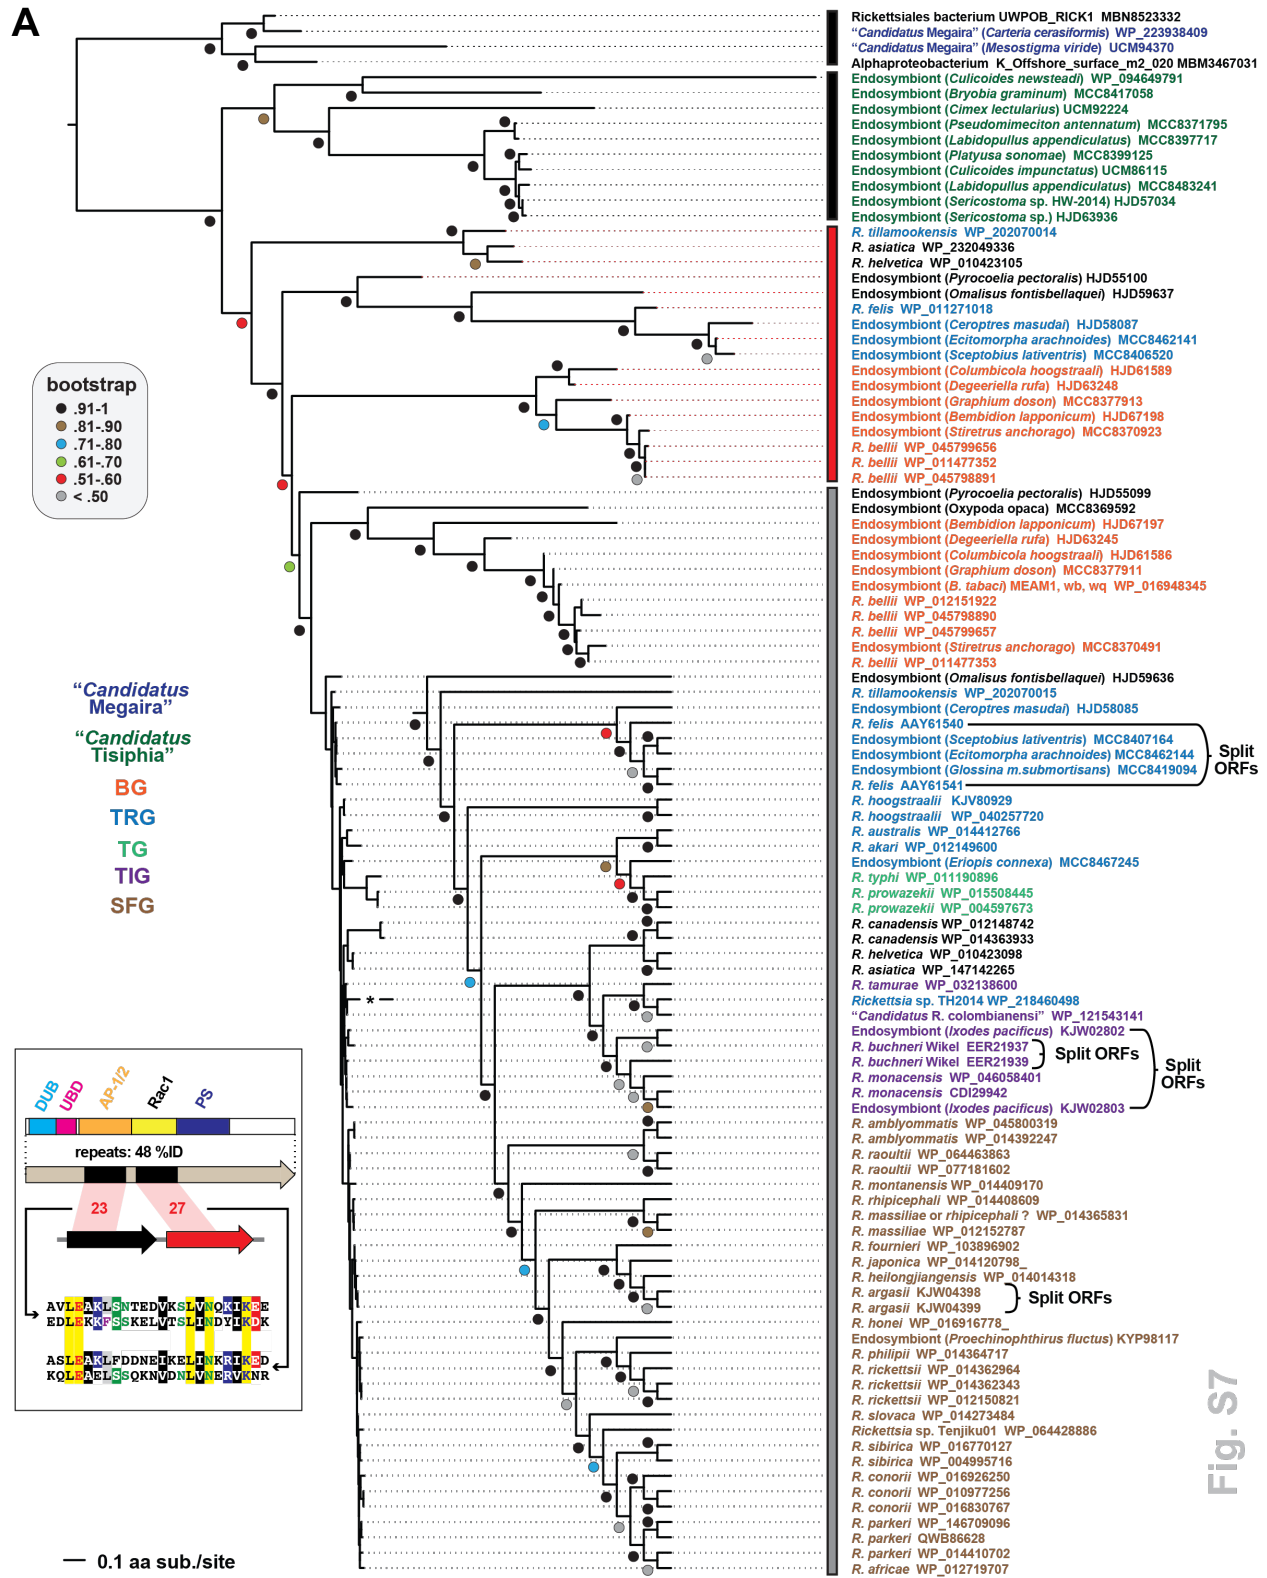 A
Rickettsiales bacterium UWPOB_RICK1 MBN8523332
“Candidatus Megaira” (Carteria cerasiformis) WP_223938409
“Candidatus Megaira” (Mesostigma viride) UCM94370
Alphaproteobacterium K_Offshore_surface_m2_020 MBM3467031
Endosymbiont (Culicoides newsteadi) WP_094649791
Endosymbiont (Bryobia graminum) MCC8417058
Endosymbiont (Cimex lectularius) UCM92224
Endosymbiont (Pseudomimeciton antennatum) MCC8371795
Endosymbiont (Labidopullus appendiculatus) MCC8397717
Endosymbiont (Platyusa sonomae) MCC8399125
Endosymbiont (Culicoides impunctatus) UCM86115
Endosymbiont (Labidopullus appendiculatus) MCC8483241
Endosymbiont (Sericostoma sp. HW-2014) HJD57034
Endosymbiont (Sericostoma sp.) HJD63936
R. tillamookensis WP_202070014
R. asiatica WP_232049336
R. helvetica WP_010423105
Endosymbiont (Pyrocoelia pectoralis) HJD55100
Endosymbiont (Omalisus fontisbellaquei) HJD59637
R. felis WP_011271018
Endosymbiont (Ceroptres masudai) HJD58087
Endosymbiont (Ecitomorpha arachnoides) MCC8462141
Endosymbiont (Sceptobius lativentris) MCC8406520
Endosymbiont (Columbicola hoogstraali) HJD61589
Endosymbiont (Degeeriella rufa) HJD63248
Endosymbiont (Graphium doson) MCC8377913
Endosymbiont (Bembidion lapponicum) HJD67198
Endosymbiont (Stiretrus anchorago) MCC8370923
R. bellii WP_045799656
R. bellii WP_011477352
R. bellii WP_045798891
Endosymbiont (Pyrocoelia pectoralis) HJD55099
Endosymbiont (Oxypoda opaca) MCC8369592
Endosymbiont (Bembidion lapponicum) HJD67197
Endosymbiont (Degeeriella rufa) HJD63245
Endosymbiont (Columbicola hoogstraali) HJD61586
Endosymbiont (Graphium doson) MCC8377911
Endosymbiont (B. tabaci) MEAM1, wb, wq WP_016948345
R. bellii WP_012151922
R. bellii WP_045798890
R. bellii WP_045799657
Endosymbiont (Stiretrus anchorago) MCC8370491
R. bellii WP_011477353
Endosymbiont (Omalisus fontisbellaquei) HJD59636
R. tillamookensis WP_202070015
Endosymbiont (Ceroptres masudai) HJD58085
R. felis AAY61540
Endosymbiont (Sceptobius lativentris) MCC8407164
Endosymbiont (Ecitomorpha arachnoides) MCC8462144
Endosymbiont (Glossina m.submortisans) MCC8419094
R. felis AAY61541
Split
ORFs
R. hoogstraalii KJV80929
R. hoogstraalii WP_040257720
R. australis WP_014412766
R. akari WP_012149600
Endosymbiont (Eriopis connexa) MCC8467245
R. typhi WP_011190896
R. prowazekii WP_015508445
R. prowazekii WP_004597673
R. canadensis WP_012148742
R. canadensis WP_014363933
R. helvetica WP_010423098
R. asiatica WP_147142265
R. tamurae WP_032138600
*
Rickettsia sp. TH2014 WP_218460498
“Candidatus R. colombianensi” WP_121543141
Endosymbiont (Ixodes pacificus) KJW02802
R. buchneri Wikel EER21937
R. buchneri Wikel EER21939
Split ORFs
R. monacensis WP_046058401
R. monacensis CDI29942
Endosymbiont (Ixodes pacificus) KJW02803
Split
ORFs
R. amblyommatis WP_045800319
R. amblyommatis WP_014392247
R. raoultii WP_064463863
R. raoultii WP_077181602
R. montanensis WP_014409170
R. rhipicephali WP_014408609
R. massiliae or rhipicephali ? WP_014365831
R. massiliae WP_012152787
R. fournieri WP_103896902
R. japonica WP_014120798_
R. heilongjiangensis WP_014014318
R. argasii KJW04398
R. argasii KJW04399
Split ORFs
R. honei WP_016916778_
Endosymbiont (Proechinophthirus fluctus) KYP98117
R. philipii WP_014364717
R. rickettsii WP_014362964
R. rickettsii WP_014362343
R. rickettsii WP_012150821
R. slovaca WP_014273484
Rickettsia sp. Tenjiku01 WP_064428886
R. sibirica WP_016770127
R. sibirica WP_004995716
R. conorii WP_016926250
R. conorii WP_010977256
R. conorii WP_016830767
R. parkeri WP_146709096
R. parkeri QWB86628
R. parkeri WP_014410702
R. africae WP_012719707
bootstrap
.91-1
.81-.90
.71-.80
.61-.70
.51-.60
< .50
“Candidatus
Megaira”
“Candidatus
Tisiphia”
BG
TRG
TG
TIG
SFG
DUB UBD AP-1/2 Rac1 PS
repeats: 48 %ID
23 27
AVLEAKLSNTEDVKSLVNQKIKEE
EDLEKKFSSKELVTSLINDYIKDK
ASLEAKLFDDNEIKELINKRIKED
KQLEAELSSQKNVDNLVNERVKNR
0.1 aa sub./site
Fig. S7